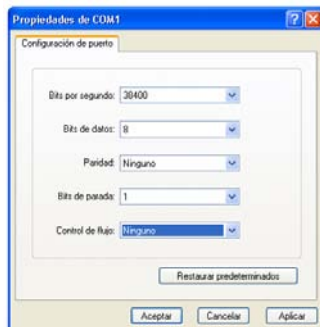 Propiedades de COM1
Configuración de puerto
Bits por segundo: 38400
Bits de datos: 8
Paridad: Ninguno
Bits de parada: 1
Control de flujo: Ninguno
Restaurar predeterminados
Aceptar Cancelar Aplicar